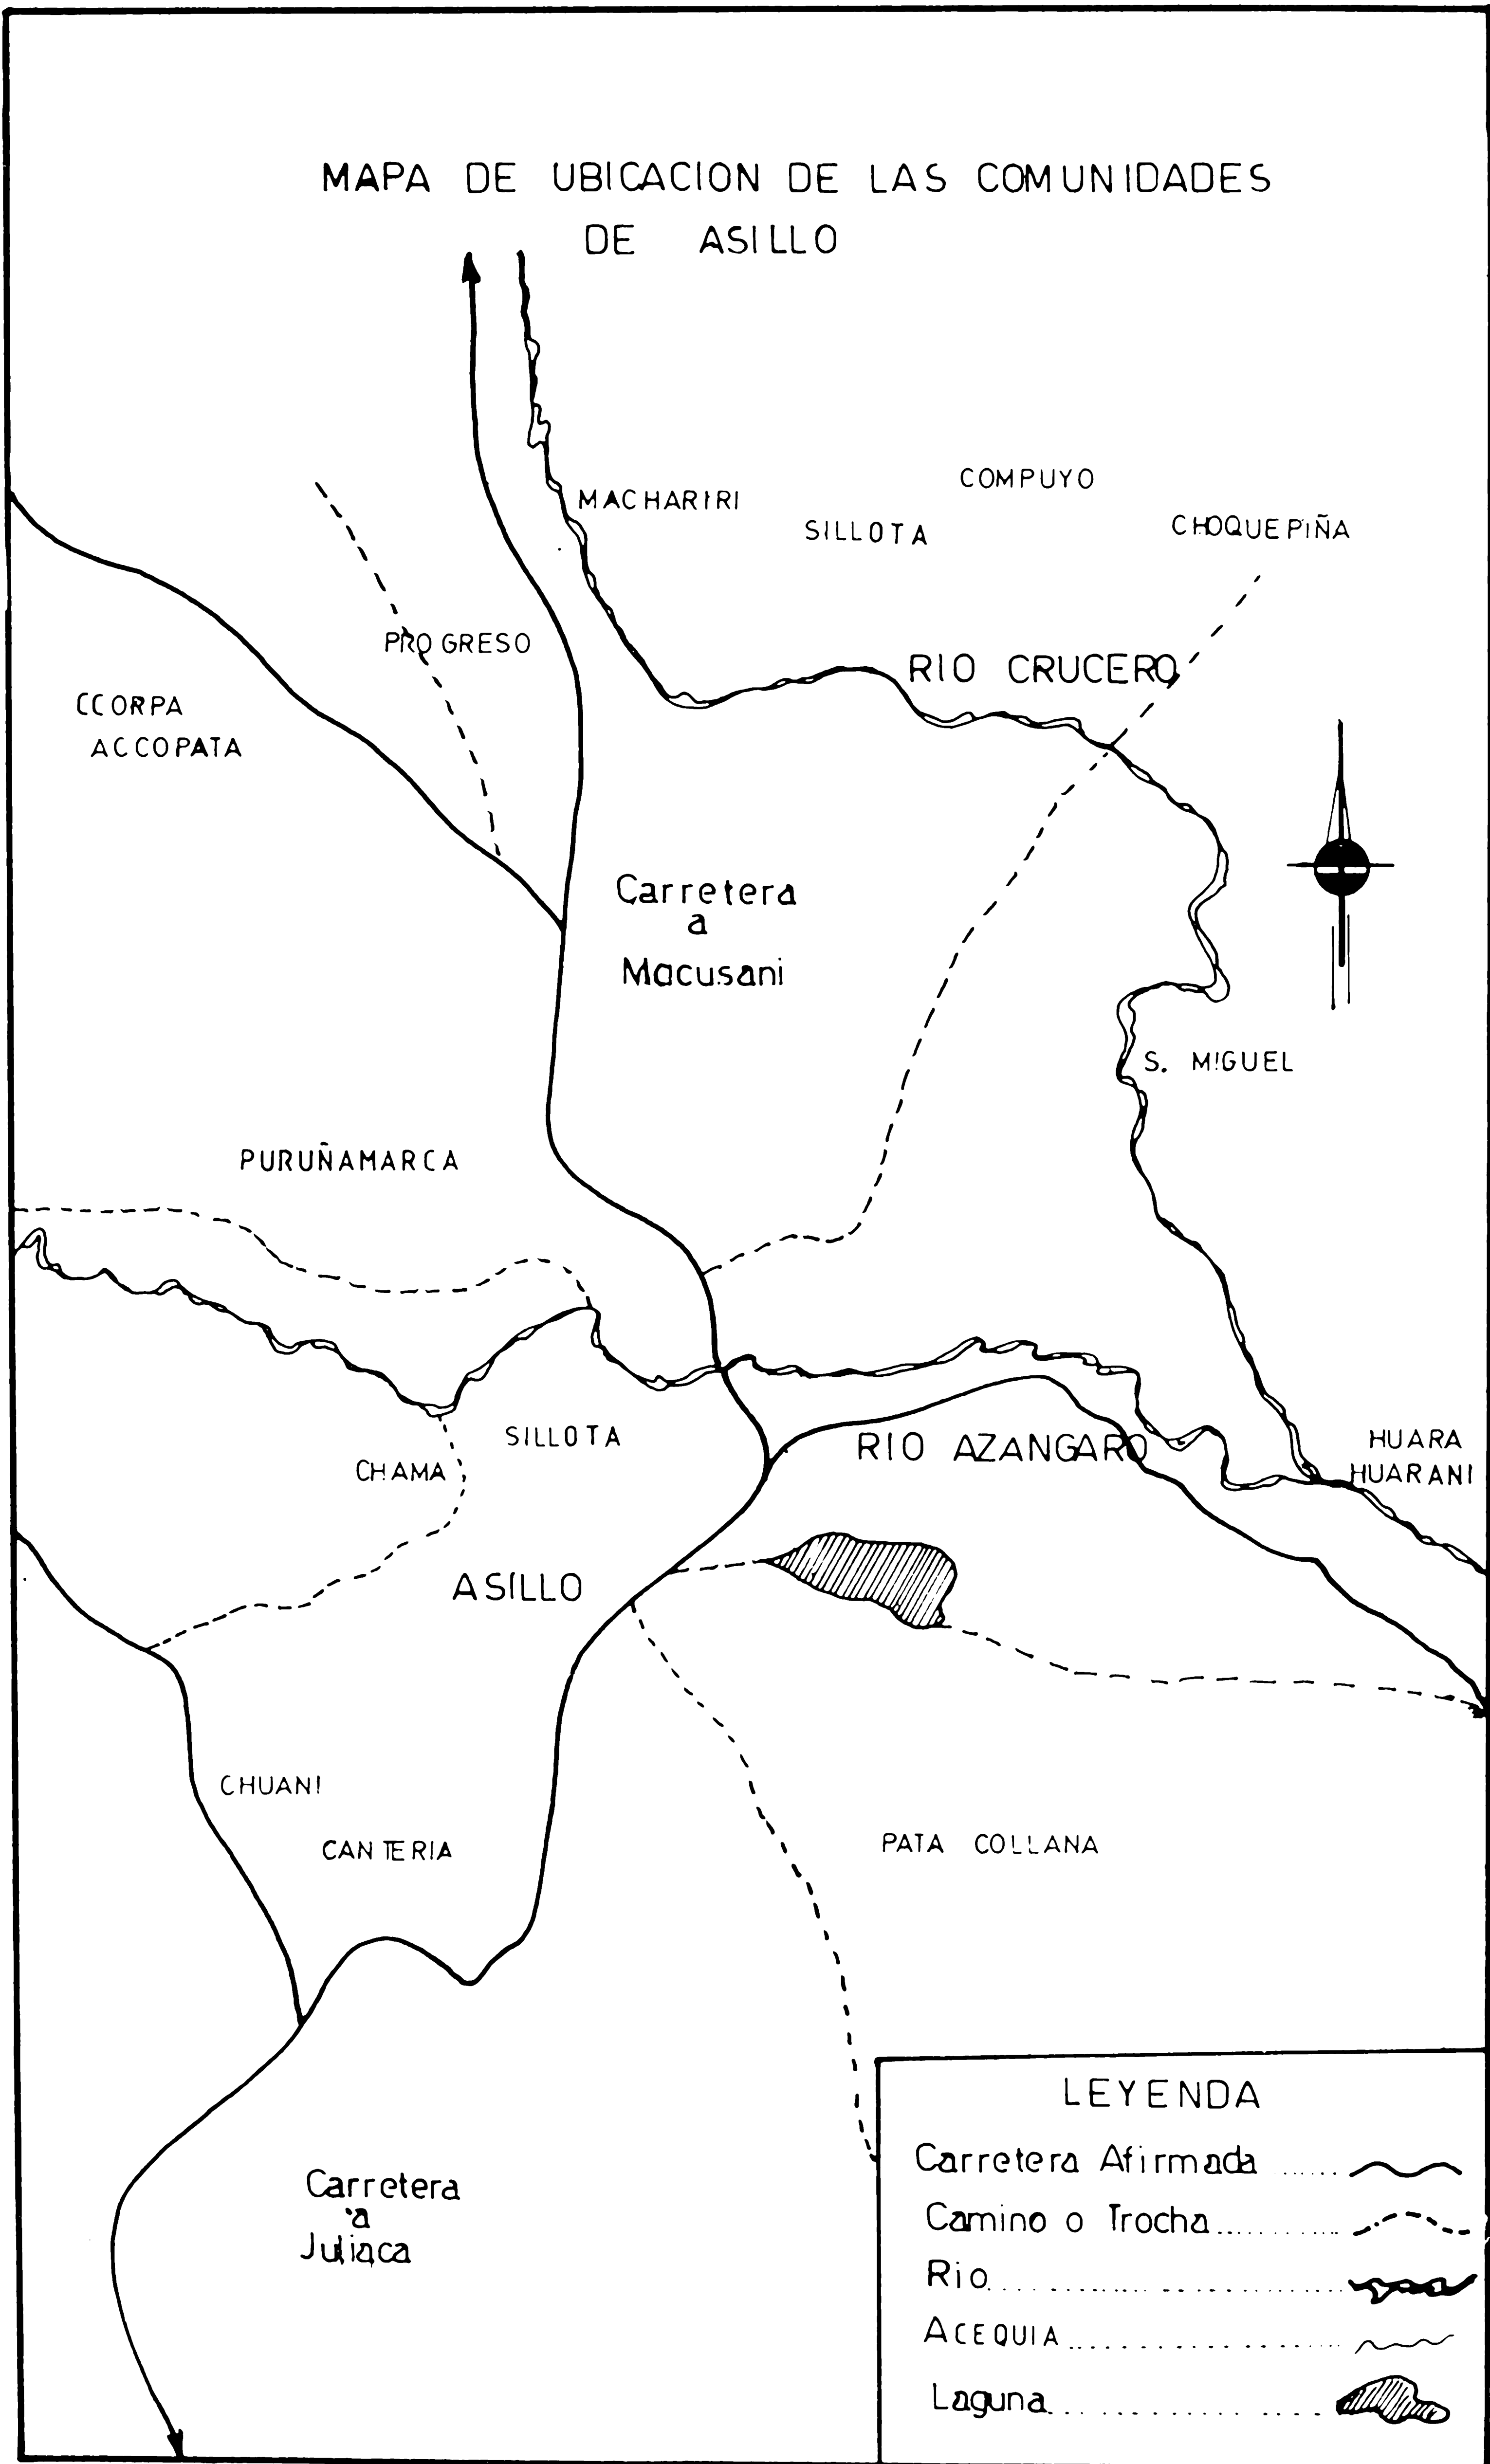 MAPA DE UBICACION DE LAS COMUNIDADES
DE ASILLO
COMPUYO
MACHARIRI
SILLOTA
CHOQUEPIÑA
PROGRESO
RIO CRUCERO
CCORPA
ACCOPATA
Carretera
a
Macusani
S. MIGUEL
PURUÑAMARCA
SILLOTA
RIO AZANGARO
HUARA
HUARANI
CHAMA
ASILLO
CHUANI
CANTERIA
PATA COLLANA
Carretera
a
Juliaca
LEYENDA
Carretera Afirmada
Camino o Trocha
Rio
ACEQUIA
Laguna